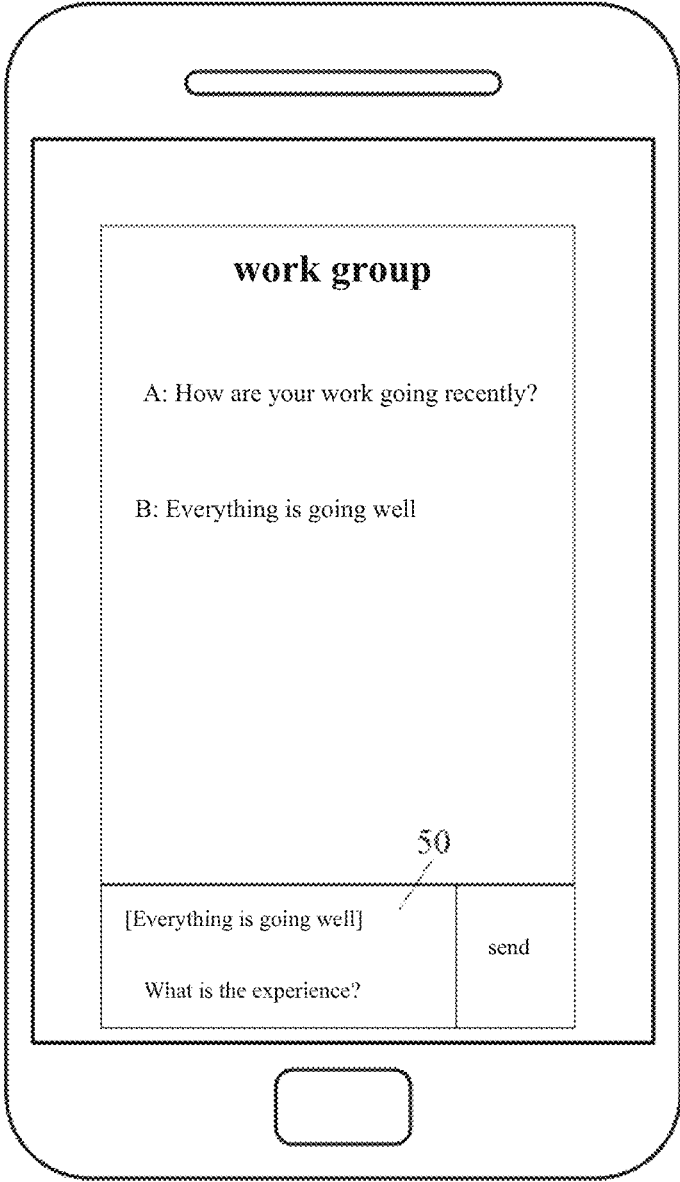 work group
A: How are your work going recently?
B: Everything is going well
50
[Everything is going well]
send
What is the experience?